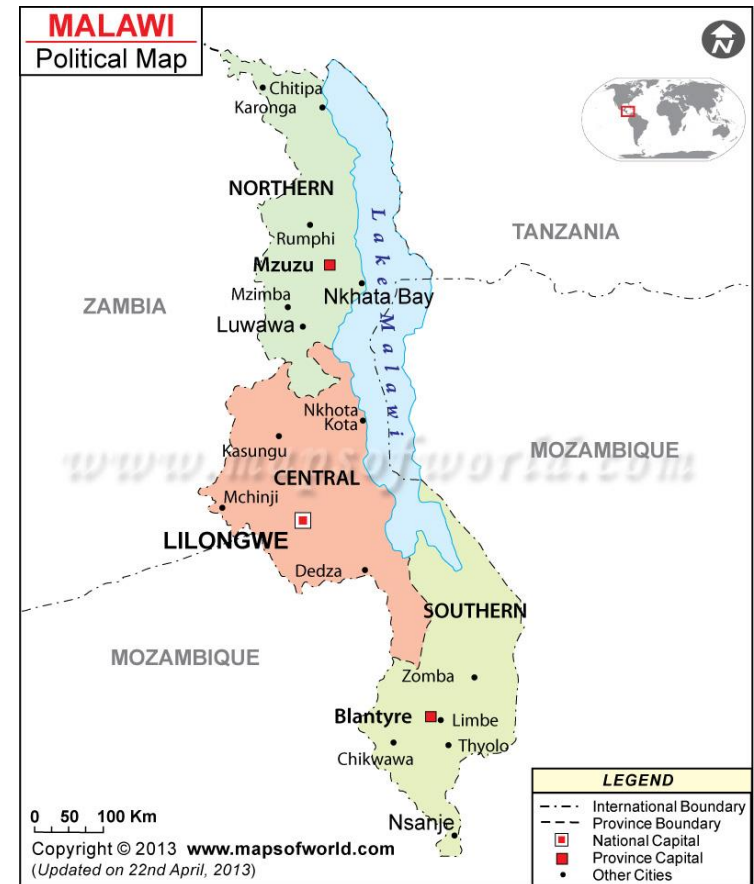 MALAWI
Political Map
N
Chitipa
Karonga
NORTHERN
Rumphi
Mzuzu
Mzimba
Nkhata Bay
Luwawa
Lake Malawi
TANZANIA
ZAMBIA
Nkhota
Kota
Kasungu
MOZAMBIQUE
www.mapsofworld.com
CENTRAL
Mchinji
LILONGWE
Dedza
SOUTHERN
MOZAMBIQUE
Zomba
Blantyre
Limbe
Thyolo
Chikwawa
Nsanje
LEGEND
International Boundary
Province Boundary
National Capital
Province Capital
Other Cities
0 50 100 Km
Copyright © 2013 www.mapsofworld.com
(Updated on 22nd April, 2013)